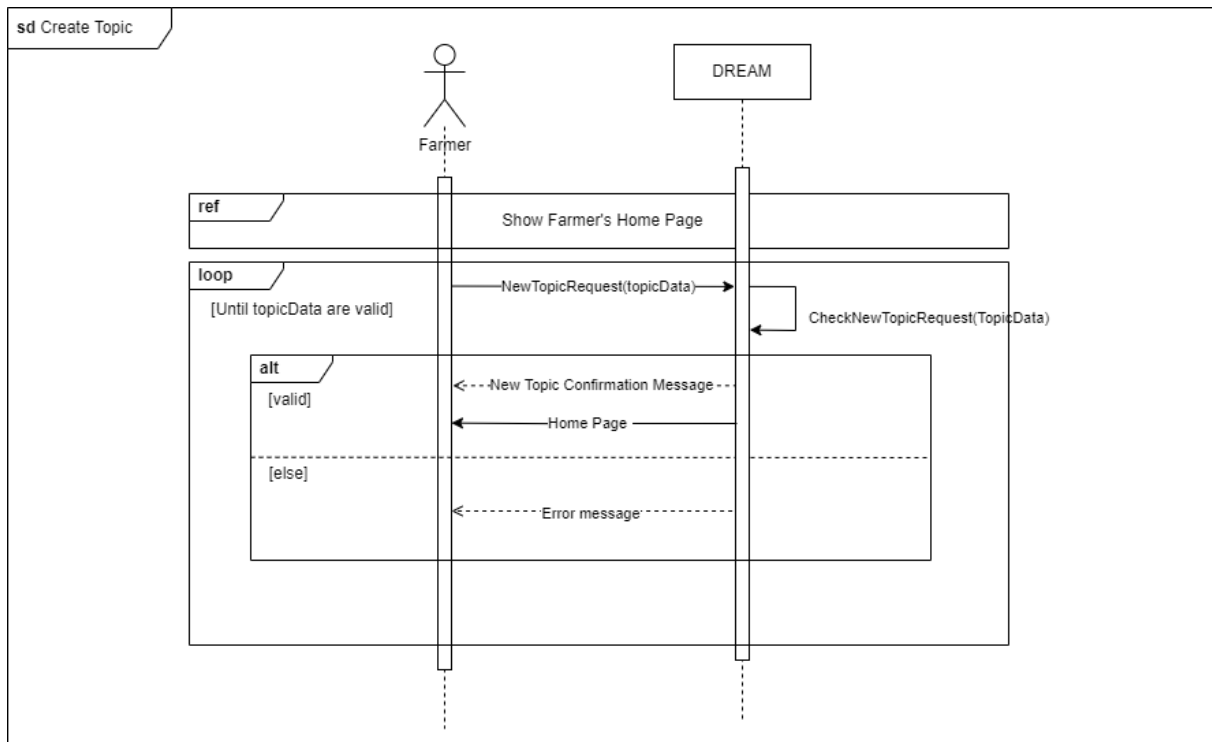 sd Create Topic
DREAM
Farmer
ref
Show Farmer's Home Page
loop
NewTopicRequest(topicData)
[Until topicData are valid]
CheckNewTopicRequest(TopicData)
alt
New Topic Confirmation Message
[valid]
Home Page
[else]
Error message